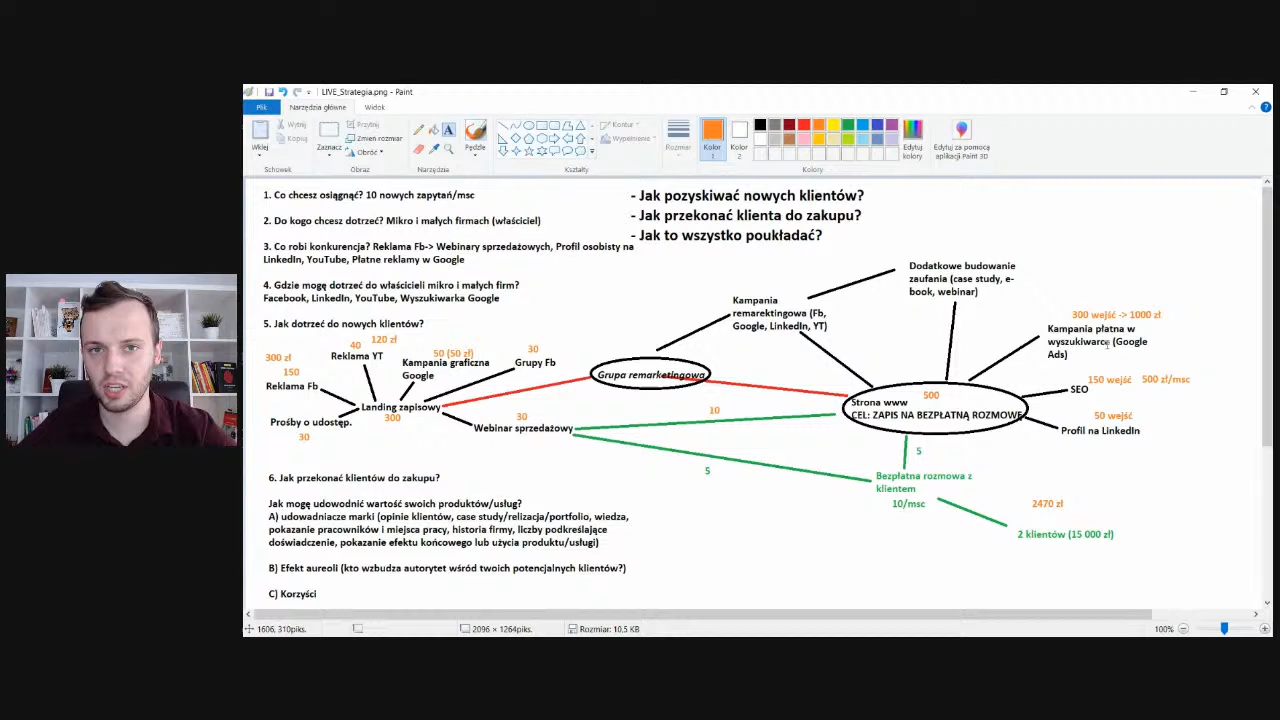 LIVE_Strategia.png - Paint
Plik
Narzędzia główne
Widok
Wklej
Wytnij
Kopiuj
Schowek
Zaznacz
Przytnij
Zmień rozmiar
Obróć
Obraz
Narzędzia
Pędzle
Kształty
Kontur
Wypełnienie
Rozmiar
Kolor
1
Kolor
2
Kolory
Edytuj
kolory
Edytuj za pomocą
aplikacji Paint 3D
1. Co chcesz osiągnąć? 10 nowych zapytań/msc
2. Do kogo chcesz dotrzeć? Mikro i małych firmach (właściciel)
3. Co robi konkurencja? Reklama Fb-> Webinary sprzedażowych, Profil osobisty na
LinkedIn, YouTube, Płatne reklamy w Google
4. Gdzie mogę dotrzeć do właścicieli mikro i małych firm?
Facebook, LinkedIn, YouTube, Wyszukiwarka Google
5. Jak dotrzeć do nowych klientów?
- Jak pozyskiwać nowych klientów?
- Jak przekonać klienta do zakupu?
- Jak to wszystko poukładać?
300 zł
150
Reklama Fb
40
120 zł
Reklama YT
50 (50 zł)
Kampania graficzna
Google
30
Grupy Fb
Prośby o udostęp.
30
Landing zapisowy
300
30
Webinar sprzedażowy
Grupa remarketingowa
Kampania
remarektingowa (Fb,
Google, LinkedIn, YT)
Dodatkowe budowanie
zaufania (case study, e-
book, webinar)
300 wejść -> 1000 zł
Kampania płatna w
wyszukiwarce (Google
Ads)
150 wejść
500 zł/msc
SEO
50 wejść
Profil na LinkedIn
500
Strona www
CEL: ZAPIS NA BEZPŁATNĄ ROZMOWĘ
10
5
5
Bezpłatna rozmowa z
klientem
10/msc
2470 zł
2 klientów (15 000 zł)
6. Jak przekonać klientów do zakupu?
Jak mogę udowodnić wartość swoich produktów/usług?
A) udowadniacze marki (opinie klientów, case study/relizacja/portfolio, wiedza,
pokazanie pracowników i miejsca pracy, historia firmy, liczby podkreślające
doświadczenie, pokazanie efektu końcowego lub użycia produktu/usługi)
B) Efekt aureoli (kto wzbudza autorytet wśród twoich potencjalnych klientów?)
C) Korzyści
1606, 310piks.
2096 × 1264piks.
Rozmiar: 10,5 KB
100%